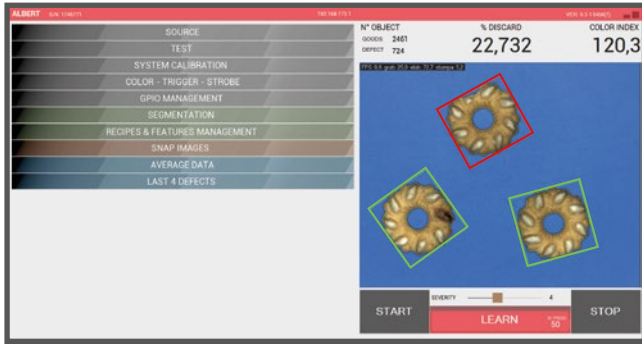 ALBERT
SOURCE
TEST
SYSTEM CALIBRATION
COLOR - TRIGGER - STROBE
GPIO MANAGEMENT
SEGMENTATION
RECIPES & FEATURES MANAGEMENT
SNAP IMAGES
AVERAGE DATA
LAST 4 DEFECTS
N° OBJECT
GOODS 2461
DEFECT 724
% DISCARD
22,732
COLOR INDEX
120,3
SEVERITY 4
START
LEARN
50
STOP